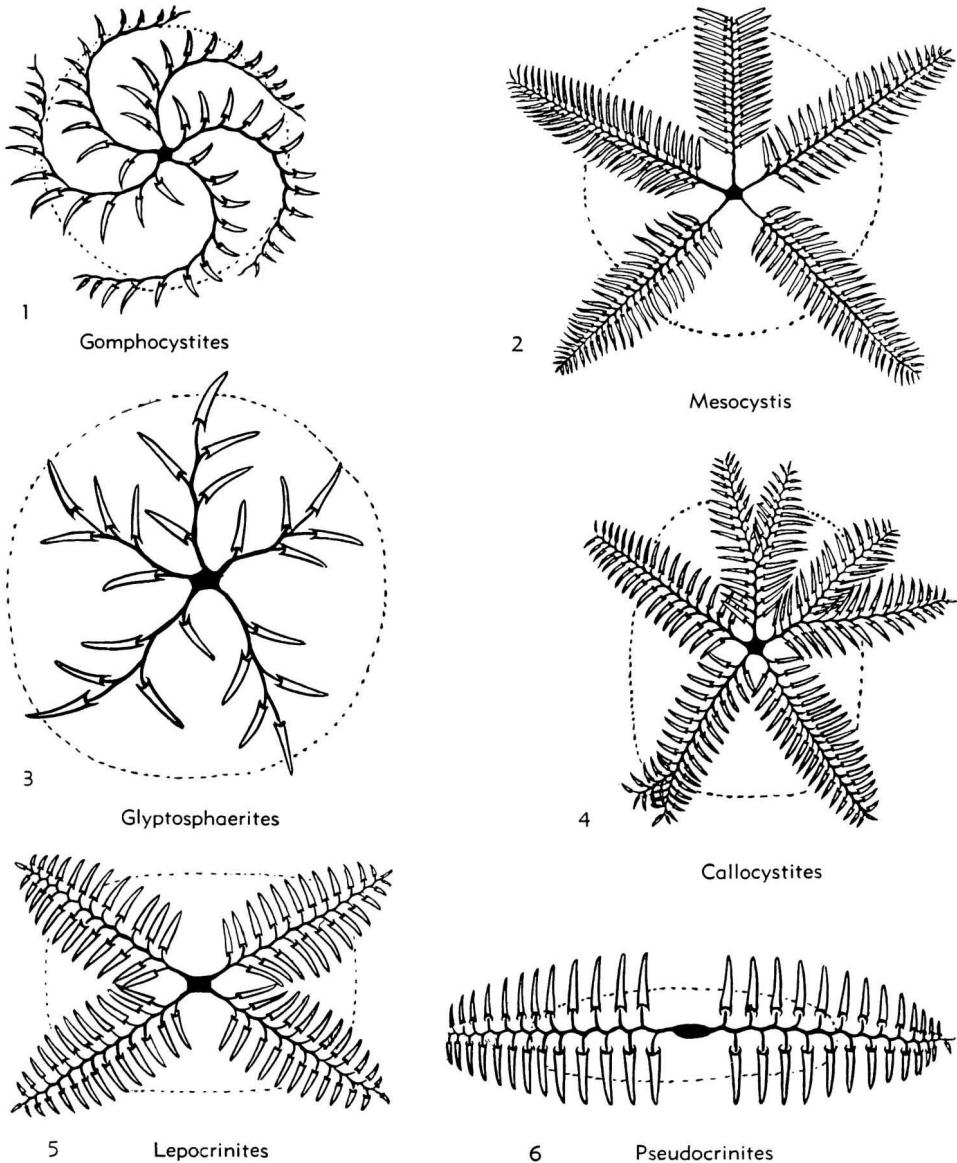 1
Gomphocystites
2
Mesocystis
3
Glyptosphaerites
4
Callocystites
5 Lepocrinites
6 Pseudocrinites